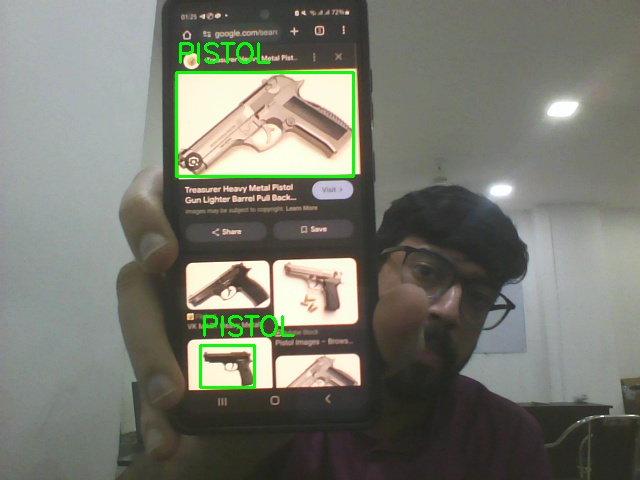 01:25
72%
google.com/sear
PISTOL
Treasurer Heavy Metal Pist..
Treasurer Heavy Metal Pistol
Gun Lighter Barrel Pull Back...
Visit >
Images may be subject to copyright. Learn More
Share
Save
PISTOL
Stock
Pistol Images – Brows...